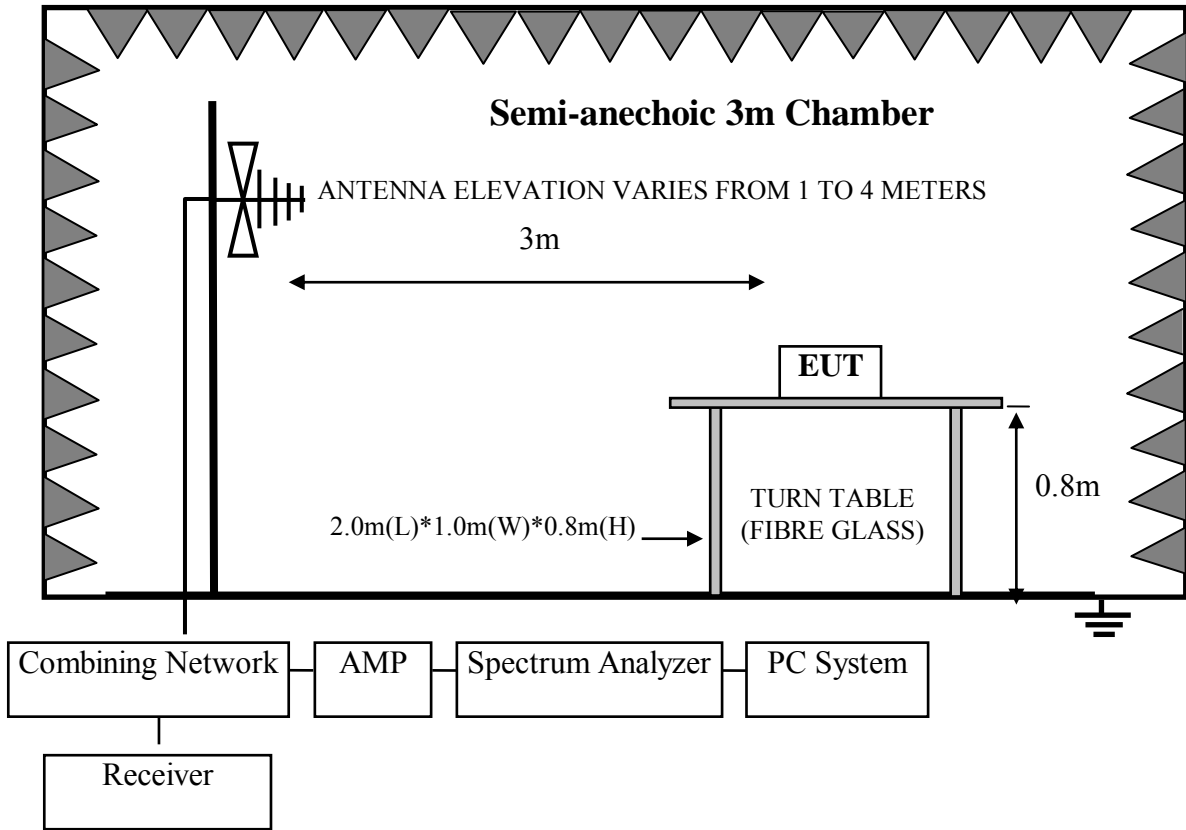 Semi-anechoic 3m Chamber
ANTENNA ELEVATION VARIES FROM 1 TO 4 METERS
3m
EUT
0.8m
TURN TABLE
(FIBRE GLASS)
2.0m(L)*1.0m(W)*0.8m(H)
Combining Network
AMP
Spectrum Analyzer
PC System
Receiver